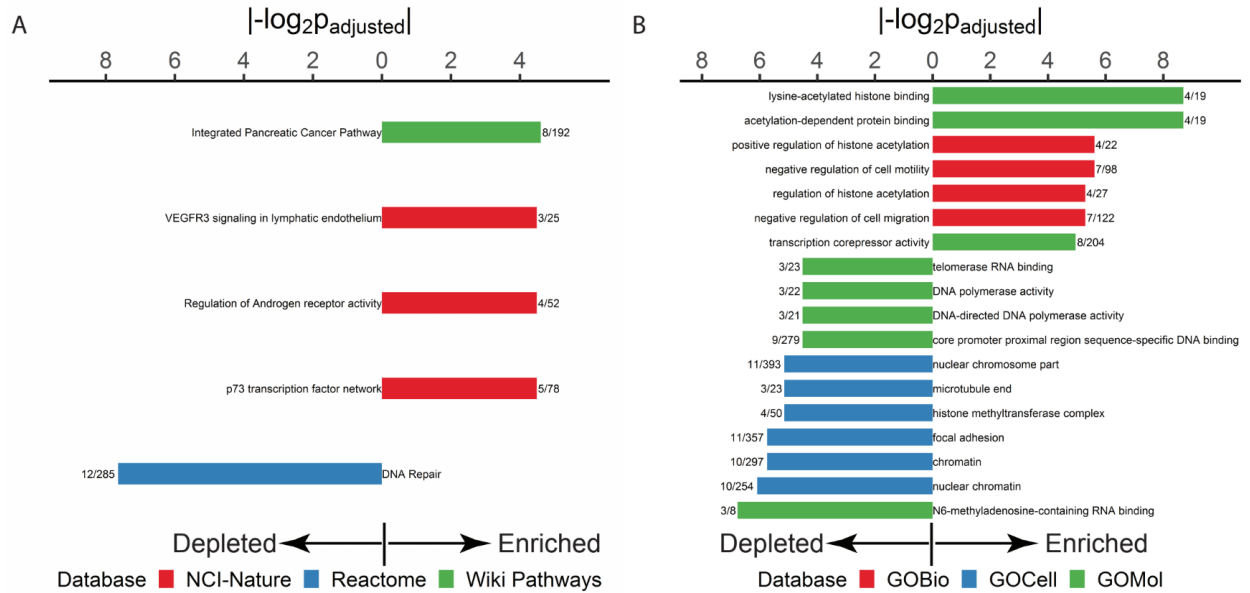 A
|-log2padjusted|
8 6 4 2 0 2 4
Integrated Pancreatic Cancer Pathway 8/192
VEGFR3 signaling in lymphatic endothelium 3/25
Regulation of Androgen receptor activity 4/52
p73 transcription factor network 5/78
12/285 DNA Repair
Depleted Enriched
Database NCI-Nature Reactome Wiki Pathways
B
|-log2padjusted|
8 6 4 2 0 2 4 6 8
lysine-acetylated histone binding 4/19
acetylation-dependent protein binding 4/19
positive regulation of histone acetylation 4/22
negative regulation of cell motility 7/98
regulation of histone acetylation 4/27
negative regulation of cell migration 7/122
transcription corepressor activity 8/204
3/23 telomerase RNA binding
3/22 DNA polymerase activity
3/21 DNA-directed DNA polymerase activity
9/279 core promoter proximal region sequence-specific DNA binding
11/393 nuclear chromosome part
3/23 microtubule end
4/50 histone methyltransferase complex
11/357 focal adhesion
10/297 chromatin
10/254 nuclear chromatin
3/8 N6-methyladenosine-containing RNA binding
Depleted Enriched
Database GOBio GOCell GOMol